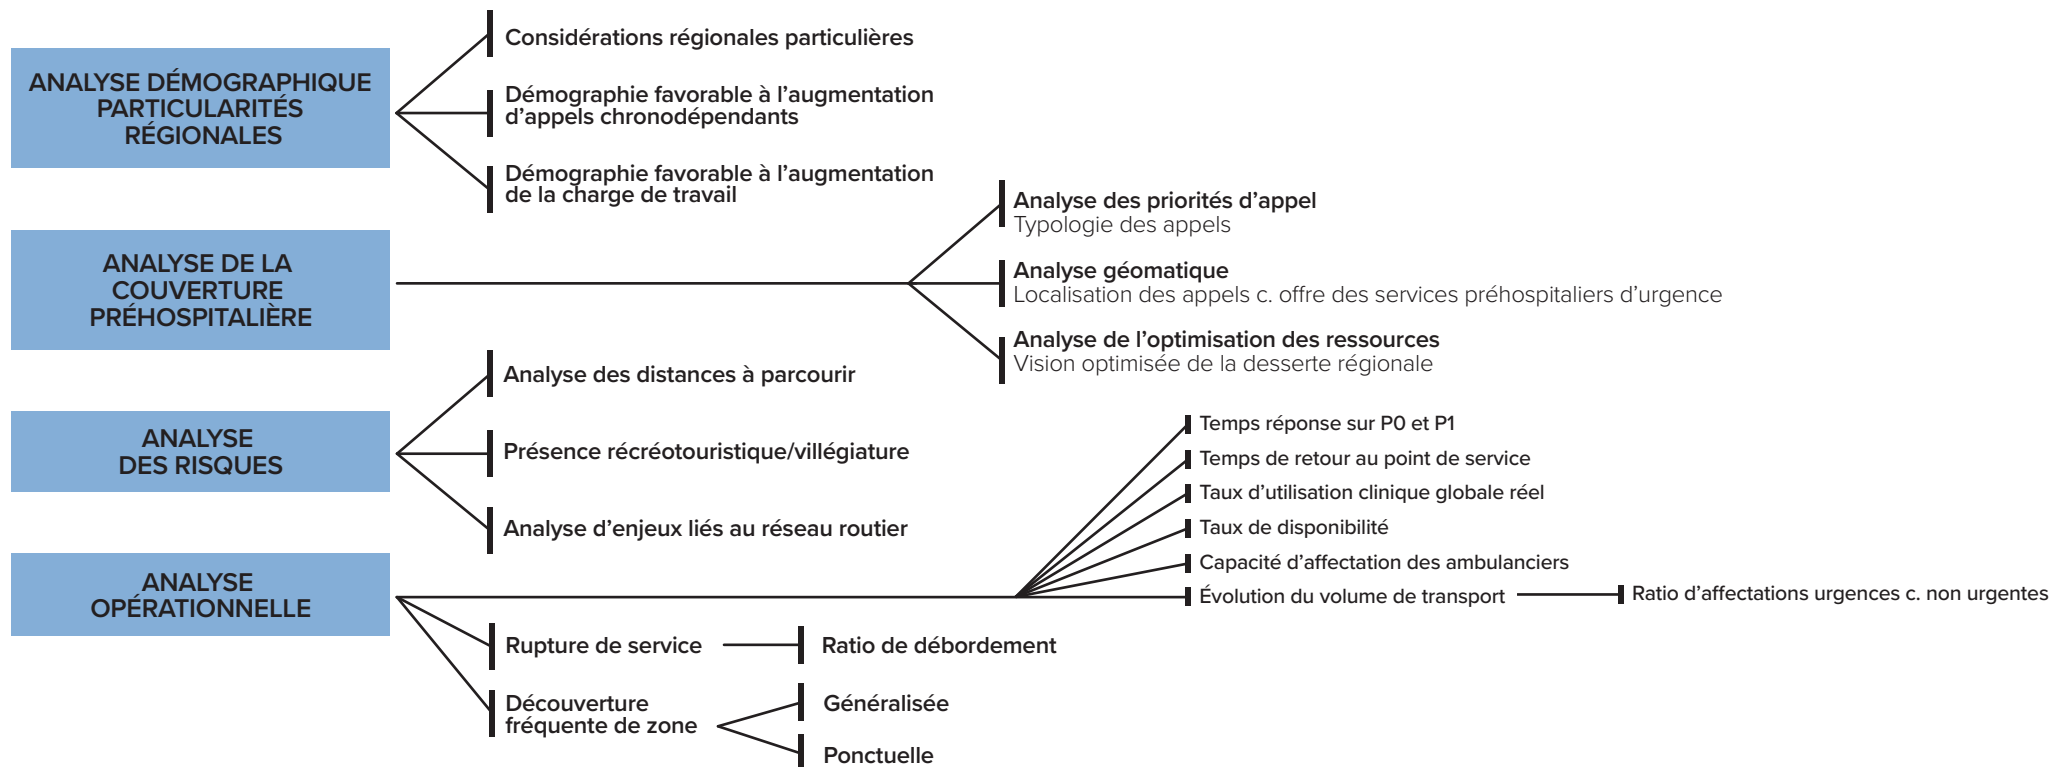 ANALYSE DÉMOGRAPHIQUE
PARTICULARITÉS
RÉGIONALES
Considérations régionales particulières
Démographie favorable à l’augmentation
d’appels chronodépendants
Démographie favorable à l’augmentation
de la charge de travail
ANALYSE DE LA
COUVERTURE
PRÉHOSPITALIÈRE
Analyse des priorités d’appel
Typologie des appels
Analyse géomatique
Localisation des appels c. offre des services préhospitaliers d’urgence
Analyse de l’optimisation des ressources
Vision optimisée de la desserte régionale
ANALYSE
DES RISQUES
Analyse des distances à parcourir
Présence récréotouristique/villégiature
Analyse d’enjeux liés au réseau routier
ANALYSE
OPÉRATIONNELLE
Temps réponse sur P0 et P1
Temps de retour au point de service
Taux d’utilisation clinique globale réel
Taux de disponibilité
Capacité d’affectation des ambulanciers
Évolution du volume de transport
Ratio d’affectations urgences c. non urgentes
Rupture de service
Ratio de débordement
Découverture
fréquente de zone
Généralisée
Ponctuelle